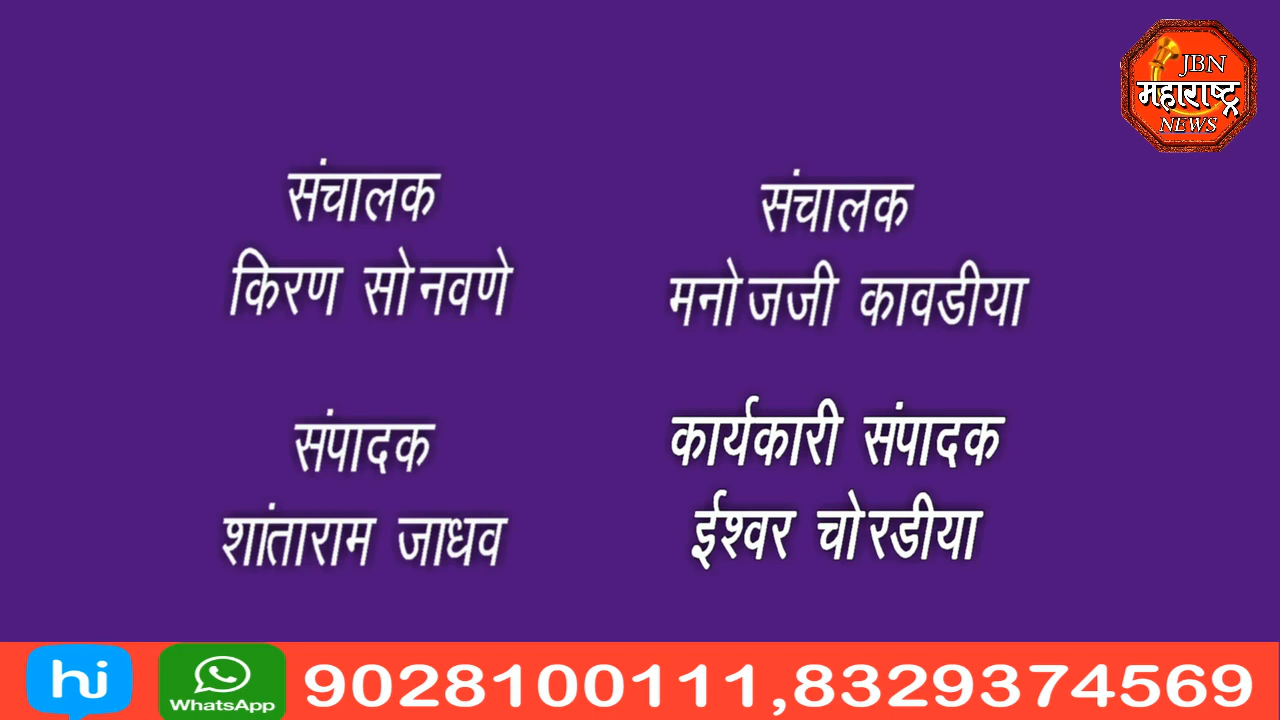 JBN
महाराष्ट्र
NEWS
संचालक
किरण सोनवणे
संचालक
मनोजजी कावडीया
संपादक
शांताराम जाधव
कार्यकारी संपादक
ईश्वर चोरडीया
hi
WhatsApp
9028100111,8329374569